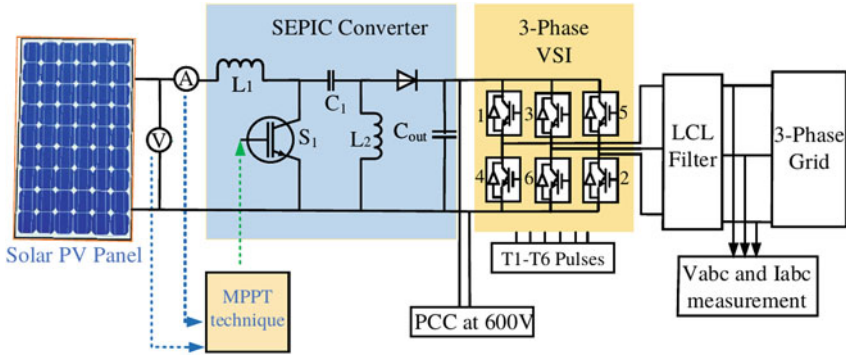 SEPIC Converter
3-Phase
VSI
A
V
L1
C1
S1
L2
Cout
1
3
5
4
6
2
LCL
Filter
3-Phase
Grid
Solar PV Panel
MPPT
technique
T1-T6 Pulses
PCC at 600V
Vabc and Iabc
measurement